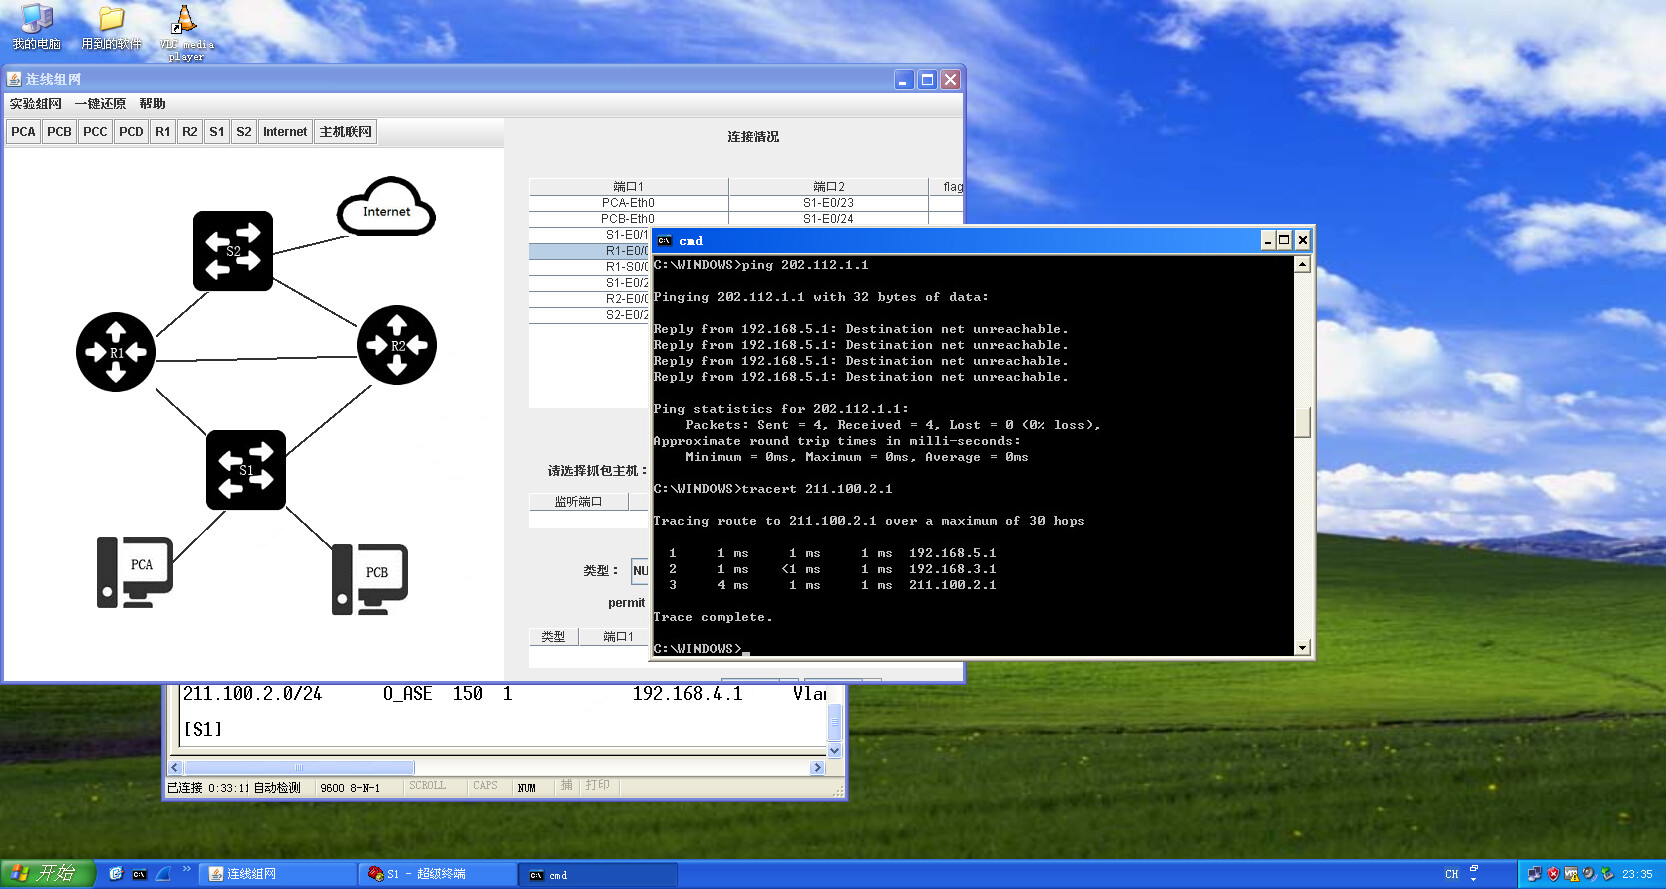 我的电脑
用到的软件
VLC media player
连线组网
实验组网 一键还原 帮助
PCA PCB PCC PCD R1 R2 S1 S2 Internet 主机联网
连接情况
端口1 端口2 flag
PCA-Eth0 S1-E0/23
PCB-Eth0 S1-E0/24
S1-E0/1
R1-E0/0
R1-S0/0
S1-E0/2
R2-E0/0
S2-E0/2
Internet
S2
R1
R2
S1
PCA
PCB
请选择抓包主机：
监听端口
类型： NU
permit
类型 端口1
cmd
C:\WINDOWS>ping 202.112.1.1
Pinging 202.112.1.1 with 32 bytes of data:
Reply from 192.168.5.1: Destination net unreachable.
Reply from 192.168.5.1: Destination net unreachable.
Reply from 192.168.5.1: Destination net unreachable.
Reply from 192.168.5.1: Destination net unreachable.
Ping statistics for 202.112.1.1:
Packets: Sent = 4, Received = 4, Lost = 0 (0% loss),
Approximate round trip times in milli-seconds:
Minimum = 0ms, Maximum = 0ms, Average = 0ms
C:\WINDOWS>tracert 211.100.2.1
Tracing route to 211.100.2.1 over a maximum of 30 hops
1 1 ms 1 ms 1 ms 192.168.5.1
2 1 ms <1 ms 1 ms 192.168.3.1
3 4 ms 1 ms 1 ms 211.100.2.1
Trace complete.
C:\WINDOWS>
211.100.2.0/24 O_ASE 150 1 192.168.4.1 Vlan
[S1]
已连接 0:33:11 自动检测 9600 8-N-1 SCROLL CAPS NUM 捕 打印
开始 连线组网 S1 - 超级终端 cmd CH 23:35